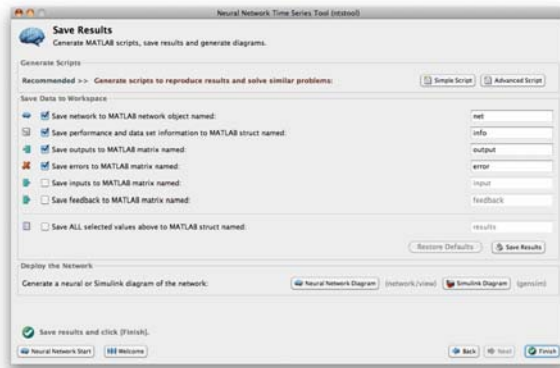 Neural Network Time Series Tool (ntstool)
Save Results
Generate MATLAB scripts, save results and generate diagrams.
Generate Scripts
Recommended >> Generate scripts to reproduce results and solve similar problems:
Simple Script
Advanced Script
Save Data to Workspace
Save network to MATLAB network object named:
net
Save performance and data set information to MATLAB struct named:
info
Save outputs to MATLAB matrix named:
output
Save errors to MATLAB matrix named:
error
Save inputs to MATLAB matrix named:
input
Save feedback to MATLAB matrix named:
feedback
Save ALL selected values above to MATLAB struct named:
results
Restore Defaults
Save Results
Deploy the Network
Generate a neural or Simulink diagram of the network:
Neural Network Diagram
(network/view)
Simulink Diagram
(gensim)
Save results and click [Finish].
Neural Network Start
Welcome
Back
Next
Finish